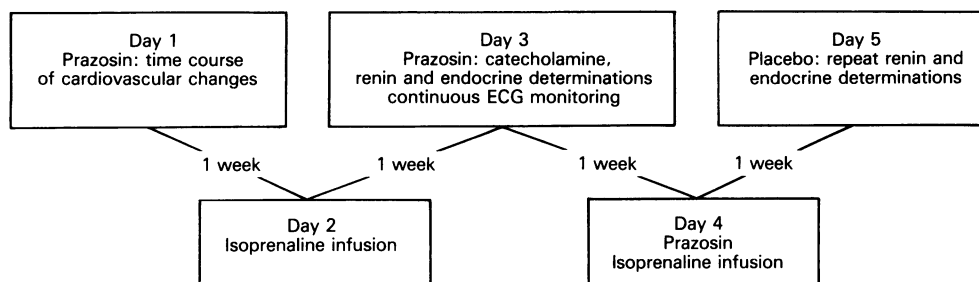 Day 1
Prazosin: time course
of cardiovascular changes
Day 3
Prazosin: catecholamine,
renin and endocrine determinations
continuous ECG monitoring
Day 5
Placebo: repeat renin and
endocrine determinations
1 week
1 week
1 week
1 week
Day 2
Isoprenaline infusion
Day 4
Prazosin
Isoprenaline infusion